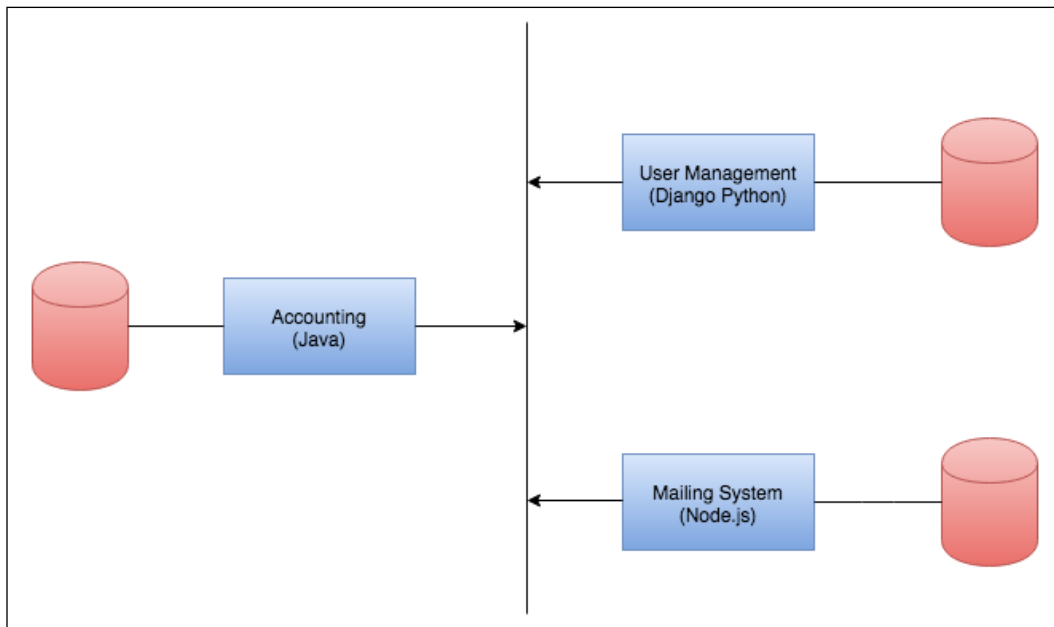 User Management
(Django Python)
Accounting
(Java)
Mailing System
(Node.js)